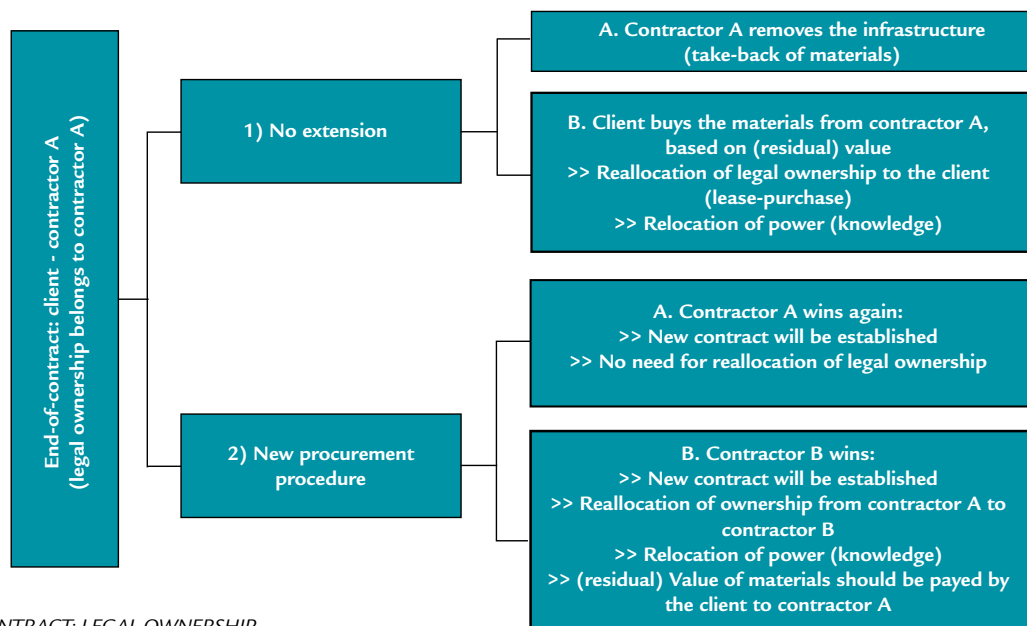 End-of-contract: client - contractor A
(legal ownership belongs to contractor A)
1) No extension
A. Contractor A removes the infrastructure
(take-back of materials)
B. Client buys the materials from contractor A,
based on (residual) value
>> Reallocation of legal ownership to the client
(lease-purchase)
>> Relocation of power (knowledge)
2) New procurement
procedure
A. Contractor A wins again:
>> New contract will be established
>> No need for reallocation of legal ownership
B. Contractor B wins:
>> New contract will be established
>> Reallocation of ownership from contractor A to
contractor B
>> Relocation of power (knowledge)
>> (residual) Value of materials should be payed by
the client to contractor A
NTRACT: LEGAL OWNERSHIP